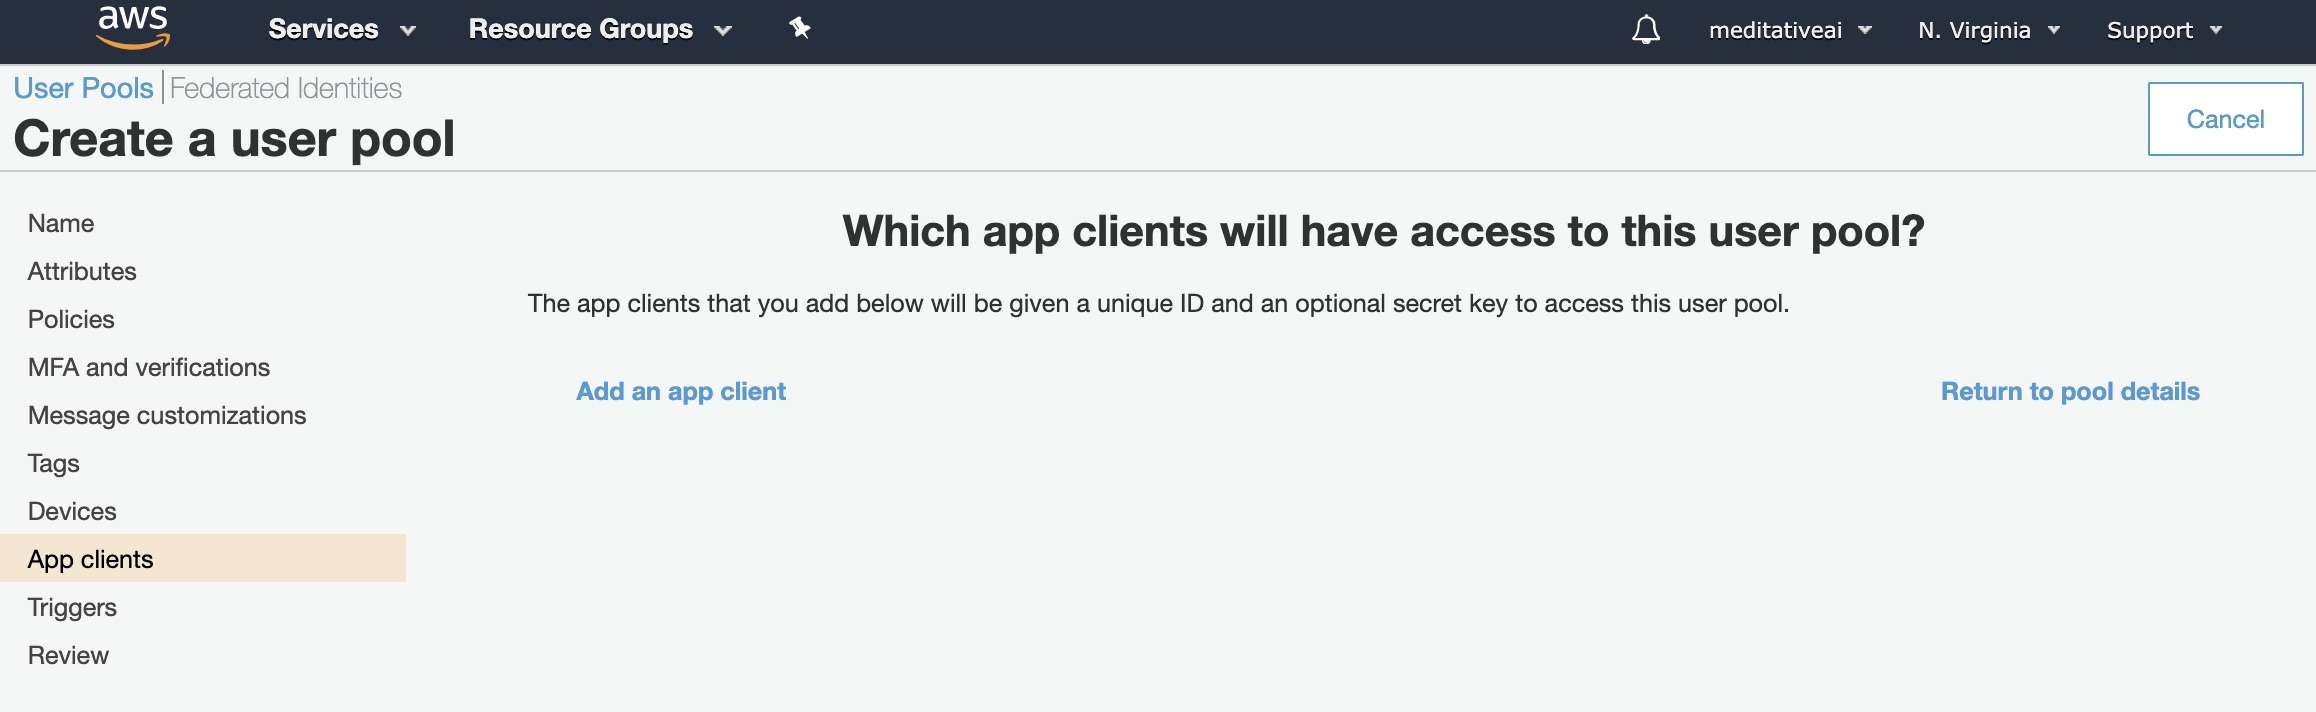 aws Services Resource Groups meditativeai N. Virginia Support
User Pools Federated Identities
Create a user pool
Cancel
Name
Attributes
Policies
MFA and verifications
Message customizations
Tags
Devices
App clients
Triggers
Review
Which app clients will have access to this user pool?
The app clients that you add below will be given a unique ID and an optional secret key to access this user pool.
Add an app client Return to pool details